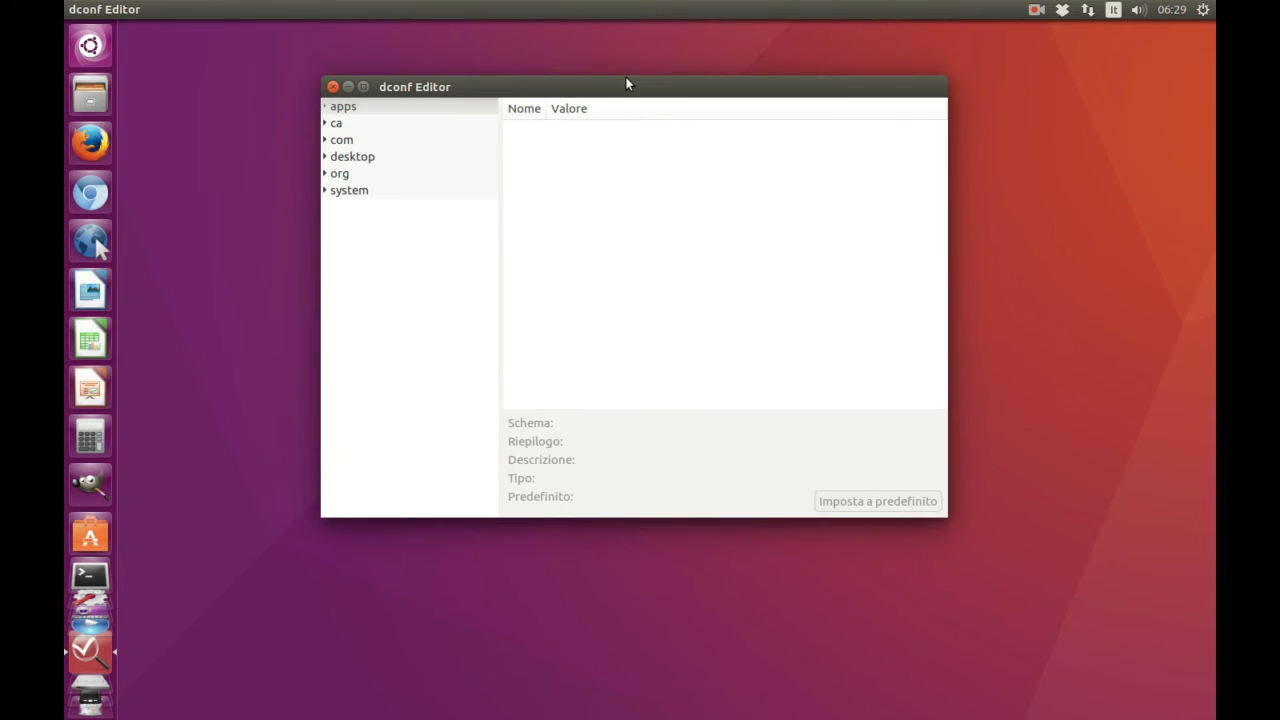 dconf Editor
It
06:29
dconf Editor
apps
ca
com
desktop
org
system
Nome
Valore
Schema:
Riepilogo:
Descrizione:
Tipo:
Predefinito:
Imposta a predefinito